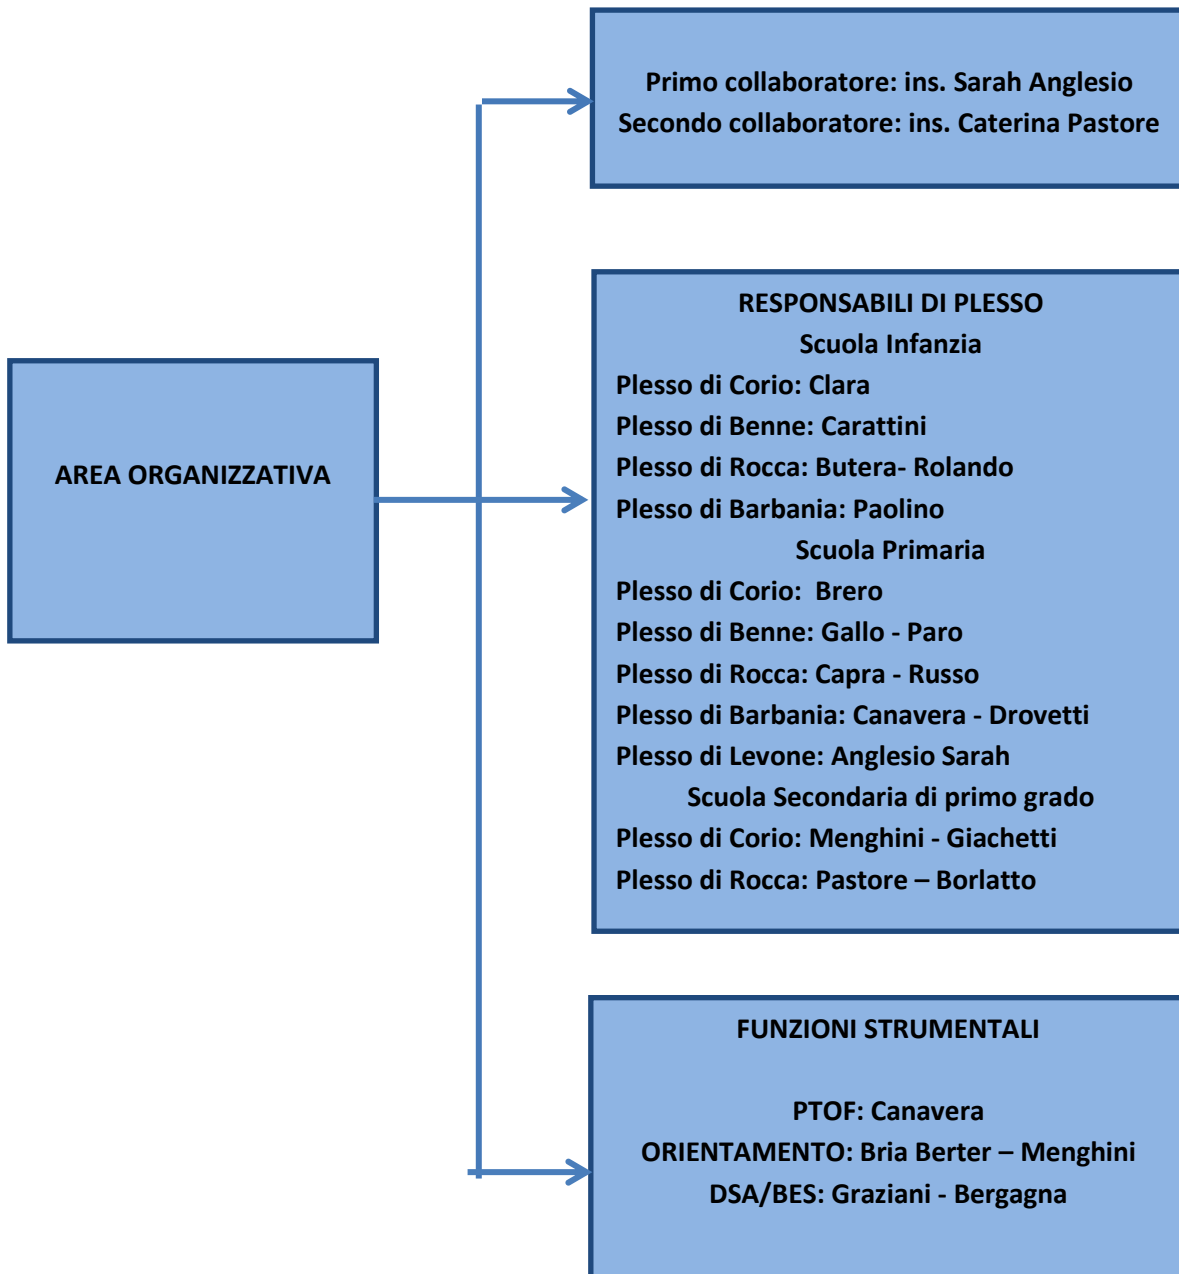 Primo collaboratore: ins. Sarah Anglesio
Secondo collaboratore: ins. Caterina Pastore
AREA ORGANIZZATIVA
RESPONSABILI DI PLESSO
Scuola Infanzia
Plesso di Corio: Clara
Plesso di Benne: Carattini
Plesso di Rocca: Butera- Rolando
Plesso di Barbania: Paolino
Scuola Primaria
Plesso di Corio:  Brero
Plesso di Benne: Gallo - Paro
Plesso di Rocca: Capra - Russo
Plesso di Barbania: Canavera - Drovetti
Plesso di Levone: Anglesio Sarah
Scuola Secondaria di primo grado
Plesso di Corio: Menghini - Giachetti
Plesso di Rocca: Pastore – Borlatto
FUNZIONI STRUMENTALI
PTOF: Canavera
ORIENTAMENTO: Bria Berter – Menghini
DSA/BES: Graziani - Bergagna